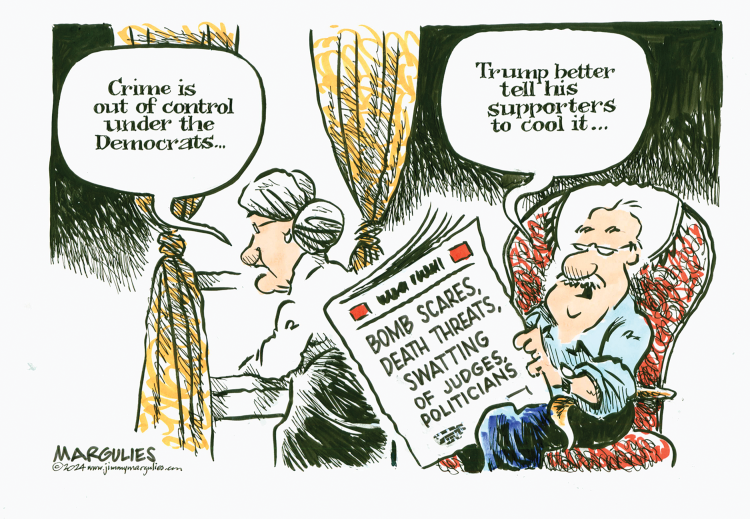 Crime is
out of control
under the
Democrats...
Trump better
tell his
supporters
to cool it...
BOMB SCARES,
DEATH THREATS,
SWATTING
OF JUDGES,
POLITICIANS
MARGULIES
©2024 www.jimmymargulies.com